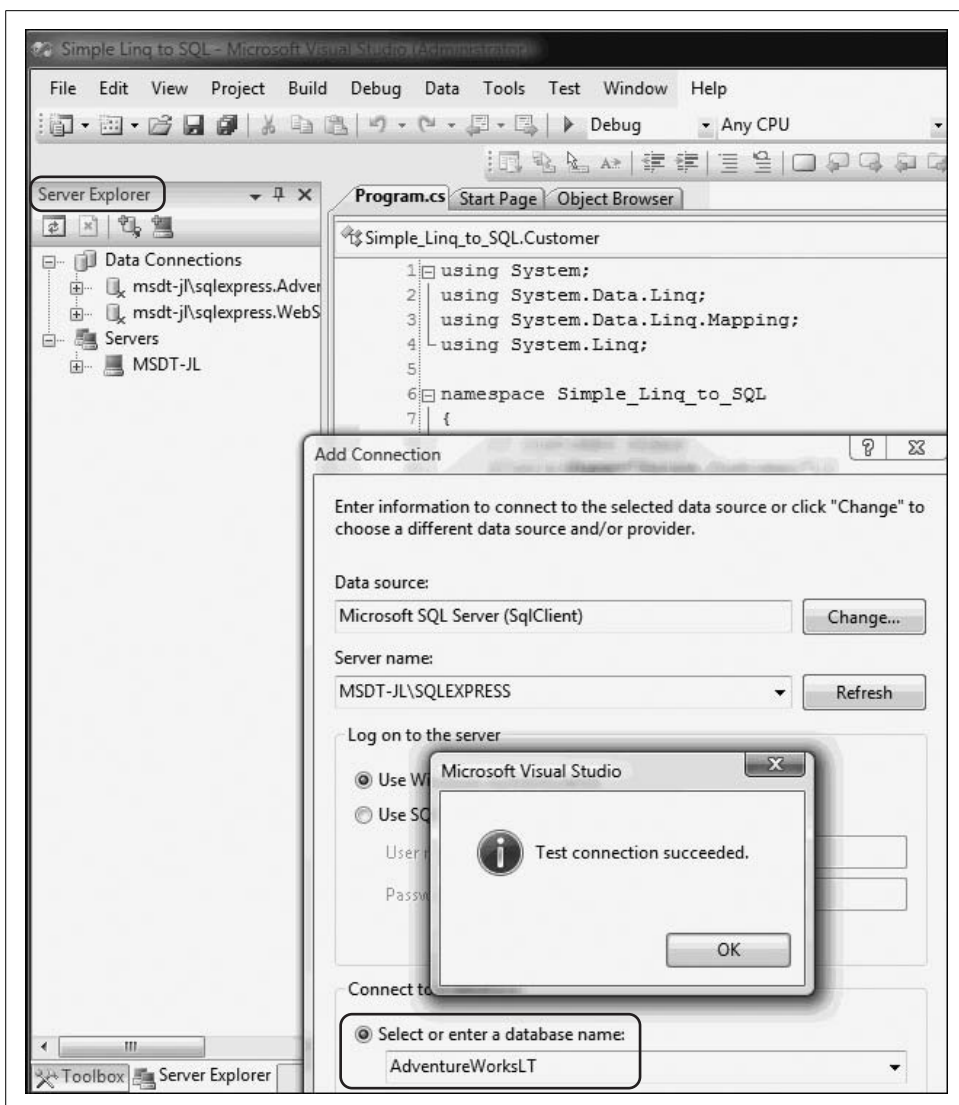 Simple Linq to SQL - Microsoft Visual Studio (Administrator)
File Edit View Project Build Debug Data Tools Test Window Help
Debug Any CPU
Server Explorer
Program.cs Start Page Object Browser
Simple_Linq_to_SQL.Customer
Data Connections
msdt-jl\sqlexpress.Adver
msdt-jl\sqlexpress.WebS
Servers
MSDT-JL
1 using System;
2 using System.Data.Linq;
3 using System.Data.Linq.Mapping;
4 using System.Linq;
5
6 namespace Simple_Linq_to_SQL
7 {
Add Connection
Enter information to connect to the selected data source or click "Change" to
choose a different data source and/or provider.
Data source:
Microsoft SQL Server (SqlClient)
Change...
Server name:
MSDT-JL\SQLEXPRESS
Refresh
Log on to the server
Use Wi
Use SQ
User
Passw
Microsoft Visual Studio
Test connection succeeded.
OK
Connect to
Select or enter a database name:
AdventureWorksLT
Toolbox Server Explorer